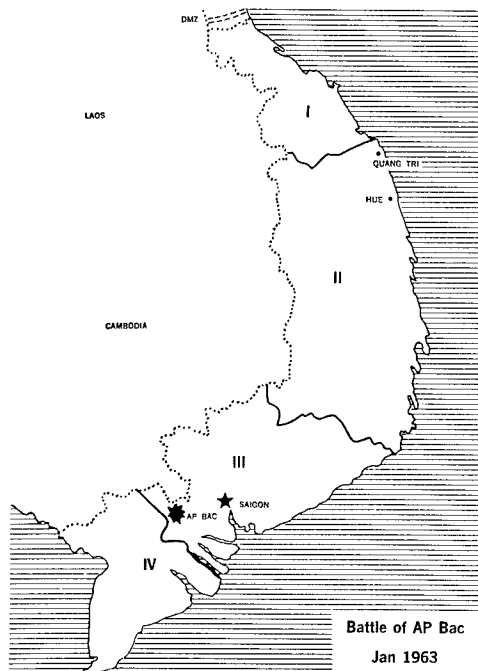 DMZ
LAOS
I
QUANG TRI
HUE
II
CAMBODIA
III
SAIGON
AP BAC
IV
Battle of AP Bac
Jan 1963